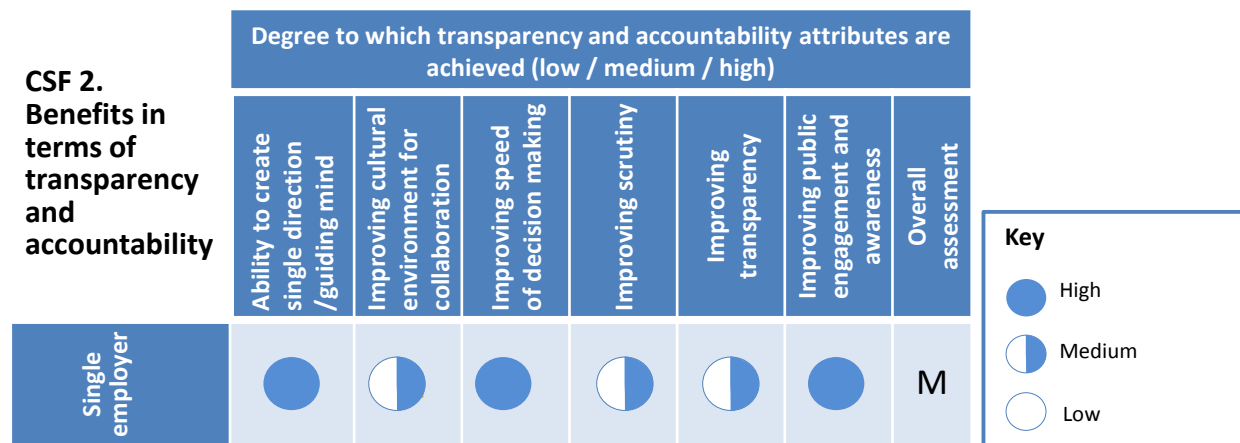 CSF 2.
Benefits in
terms of
transparency
and
accountability
Degree to which transparency and accountability attributes are
achieved (low / medium / high)
Ability to create
single direction
/guiding mind
Improving cultural
environment for
collaboration
Improving speed
of decision making
Improving scrutiny
Improving
transparency
Improving public
engagement and
awareness
Overall
assessment
Single
employer
M
Key
High
Medium
Low